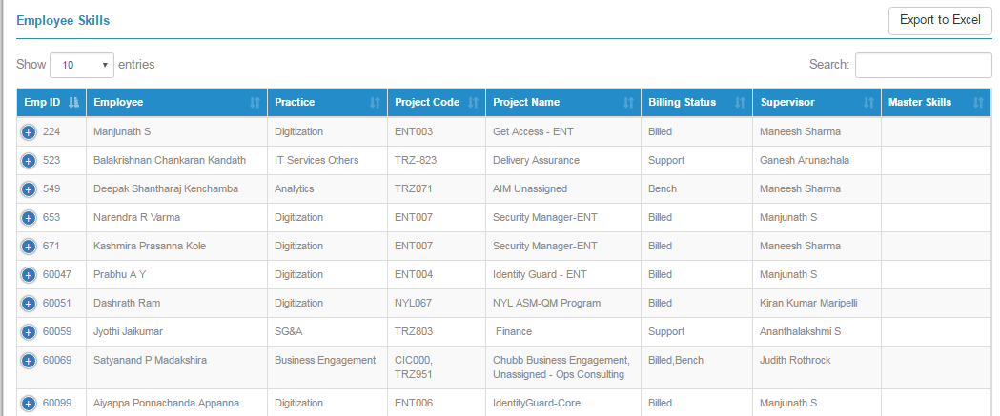 Employee Skills
Export to Excel
Show 10 entries
Search:
Emp ID Employee Practice Project Code Project Name Billing Status Supervisor Master Skills
224 Manjunath S Digitization ENT003 Get Access - ENT Billed Maneesh Sharma
523 Balakrishnan Chankaran Kandath IT Services Others TRZ-823 Delivery Assurance Support Ganesh Arunachala
549 Deepak Shantharaj Kenchamba Analytics TRZ071 AIM Unassigned Bench Maneesh Sharma
653 Narendra R Varma Digitization ENT007 Security Manager-ENT Billed Manjunath S
671 Kashmira Prasanna Kole Digitization ENT007 Security Manager-ENT Billed Maneesh Sharma
60047 Prabhu A Y Digitization ENT004 Identity Guard - ENT Billed Manjunath S
60051 Dashrath Ram Digitization NYL067 NYL ASM-QM Program Billed Kiran Kumar Maripelli
60059 Jyothi Jaikumar SG&A TRZ803 Finance Support Ananthalakshmi S
60069 Satyanand P Madakshira Business Engagement CIC000, Chubb Business Engagement, Billed,Bench Judith Rothrock
TRZ951 Unassigned - Ops Consulting
60099 Aiyappa Ponnachanda Appanna Digitization ENT006 IdentityGuard-Core Billed Manjunath S